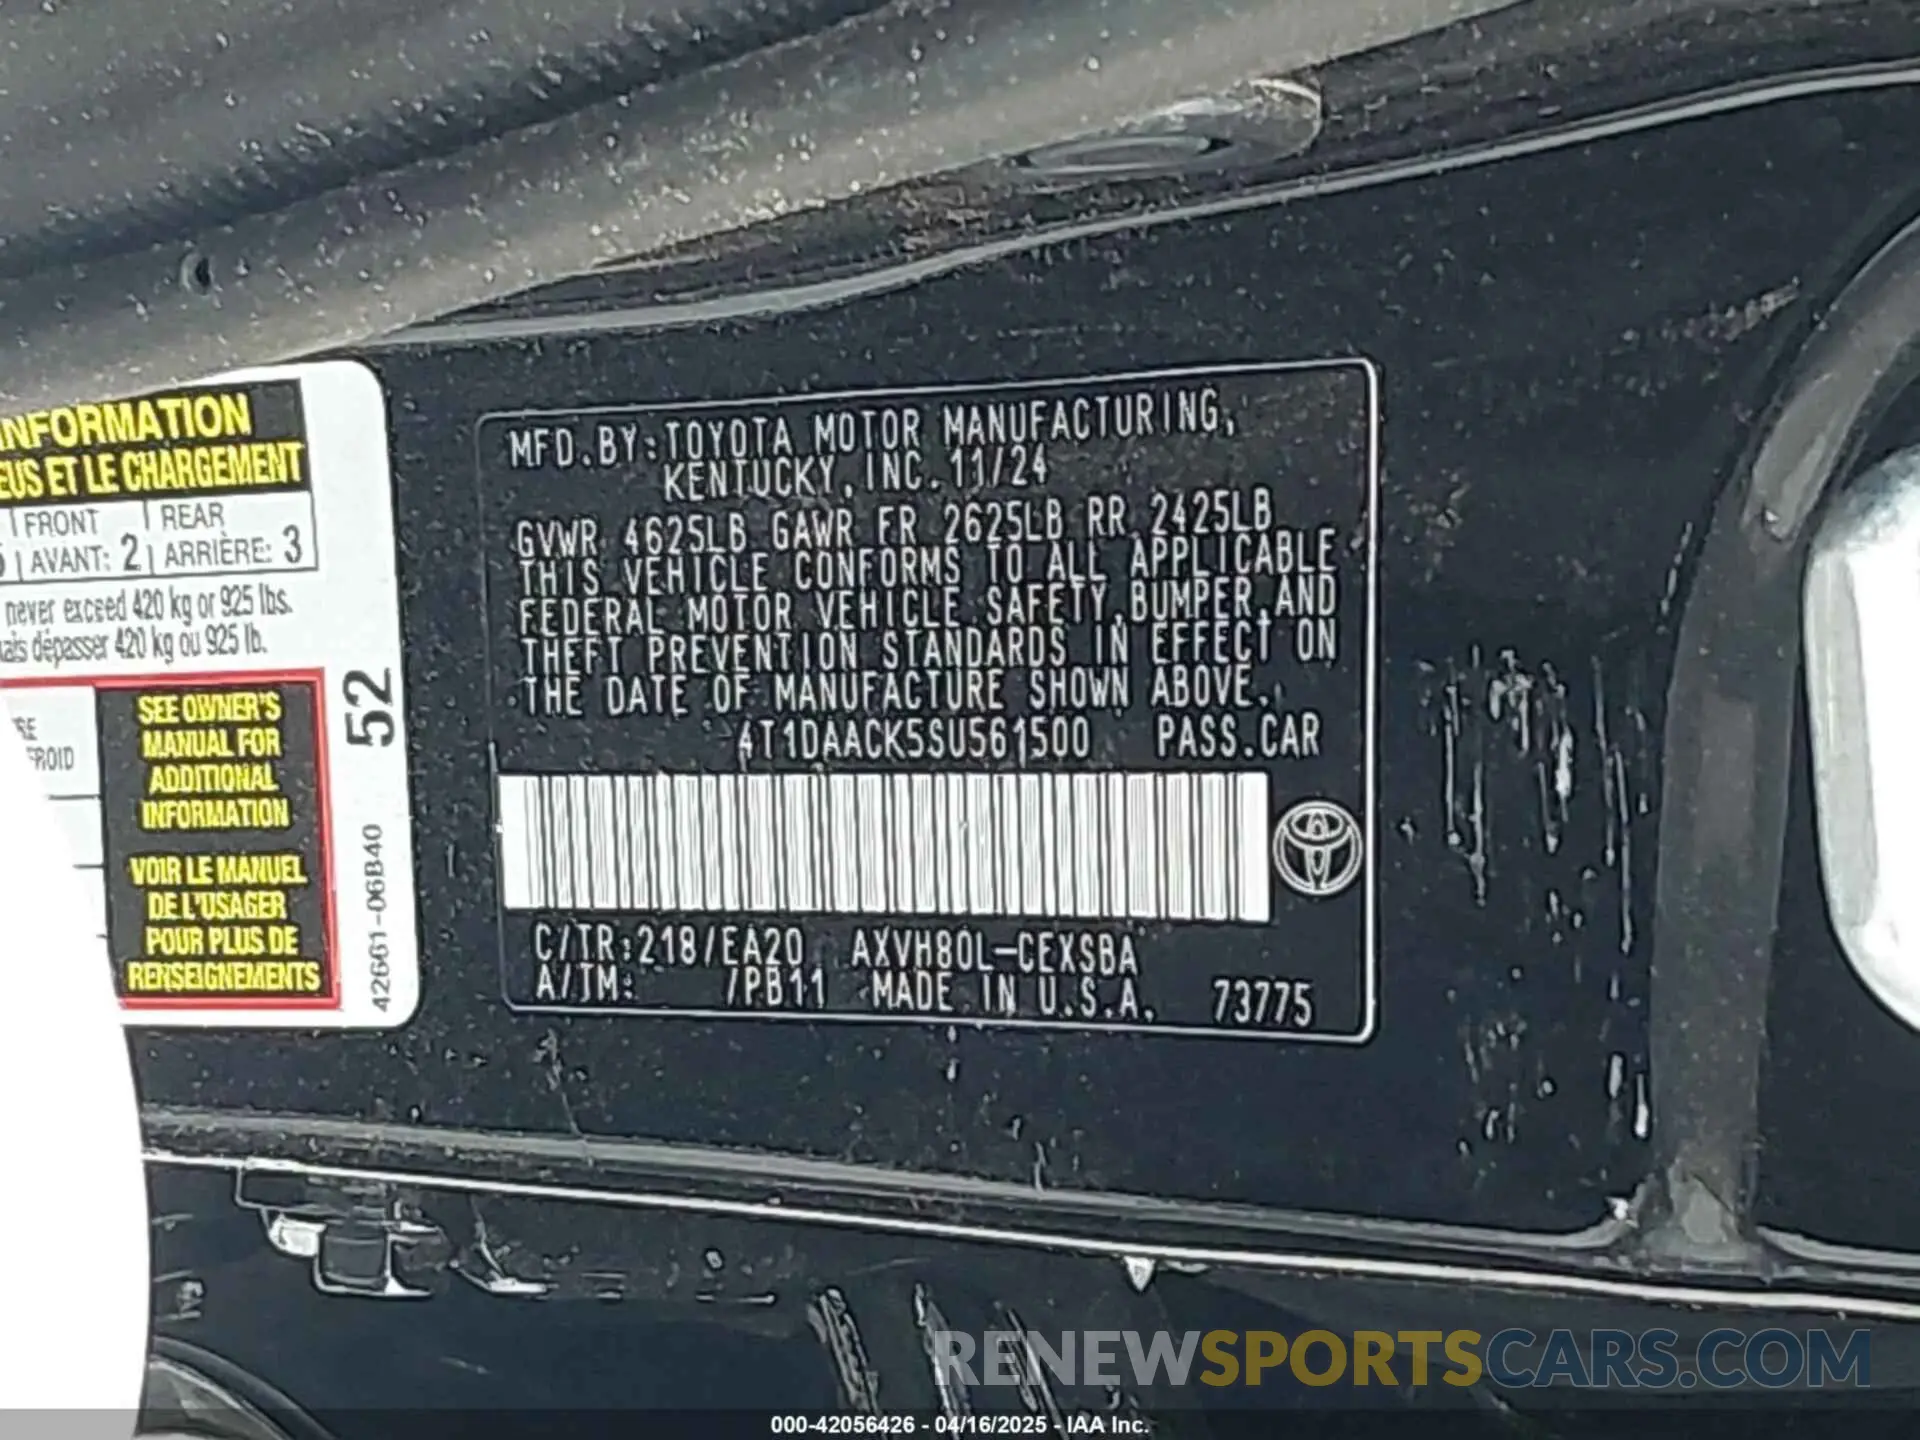 INFORMATION
EUS ET LE CHARGEMENT
FRONT REAR
AVANT: 2 ARRIÈRE: 3
never exceed 420 kg or 925 lbs.
dépasser 420 kg ou 925 lb.
SEE OWNER'S
MANUAL FOR
ADDITIONAL
INFORMATION
VOIR LE MANUEL
DE L'USAGER
POUR PLUS DE
RENSEIGNEMENTS
52
42661-06B40
MFD.BY:TOYOTA MOTOR MANUFACTURING,
KENTUCKY, INC.11/24
GVWR 4625LB GAWR FR 2625LB RR 2425LB
THIS VEHICLE CONFORMS TO ALL APPLICABLE
FEDERAL MOTOR VEHICLE SAFETY,BUMPER,AND
THEFT PREVENTION STANDARDS IN EFFECT ON
THE DATE OF MANUFACTURE SHOWN ABOVE.
4T1DAACK5SU561500 PASS.CAR
C/TR:218/EA20 AXVH80L-CEXSBA
A/TM: /PB11 MADE IN U.S.A. 73775
RENEWSPORTSCARS.COM
000-42056426 - 04/16/2025 - IAA Inc.